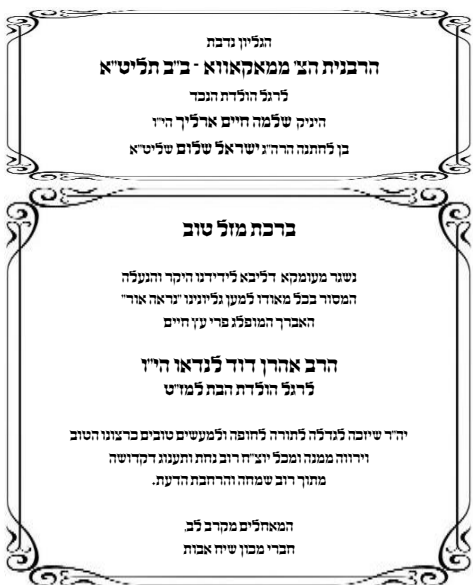 הגליון נדבת
הרבנית הצ' ממאקאווא - ב"ב תליט"א
לרגל הולדת הנכד
היניק שלמה חיים ארליך הי"ו
בן לחתנה הרה"ג ישראל שלום שליט"א
ברכת מזל טוב
נשגר מעומקא דליבא לידידנו היקר והנעלה
המסור בכל מאודו למען גליונינו "נראה אור"
האברך המופלג פרי עץ חיים
הרב אהרן דוד לנדאו הי"ו
לרגל הולדת הבת למז"ט
יה"ר שיזכה לגדלה לתורה לחופה ולמעשים טובים כרצונו הטוב
וירווה ממנה ומכל יוצ"ח רוב נחת ותענוג דקדושה
מתוך רוב שמחה והרחבת הדעת.
המאחלים מקרב לב,
חברי מכון שיח אבות